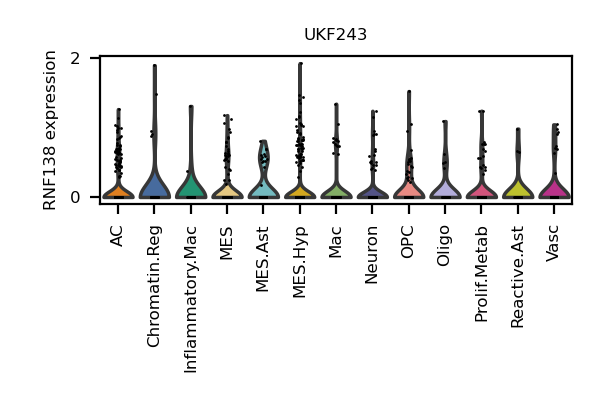 UKF243
RNF138 expression
2
0
AC
Chromatin.Reg
Inflammatory.Mac
MES
MES.Ast
MES.Hyp
Mac
Neuron
OPC
Oligo
Prolif.Metab
Reactive.Ast
Vasc